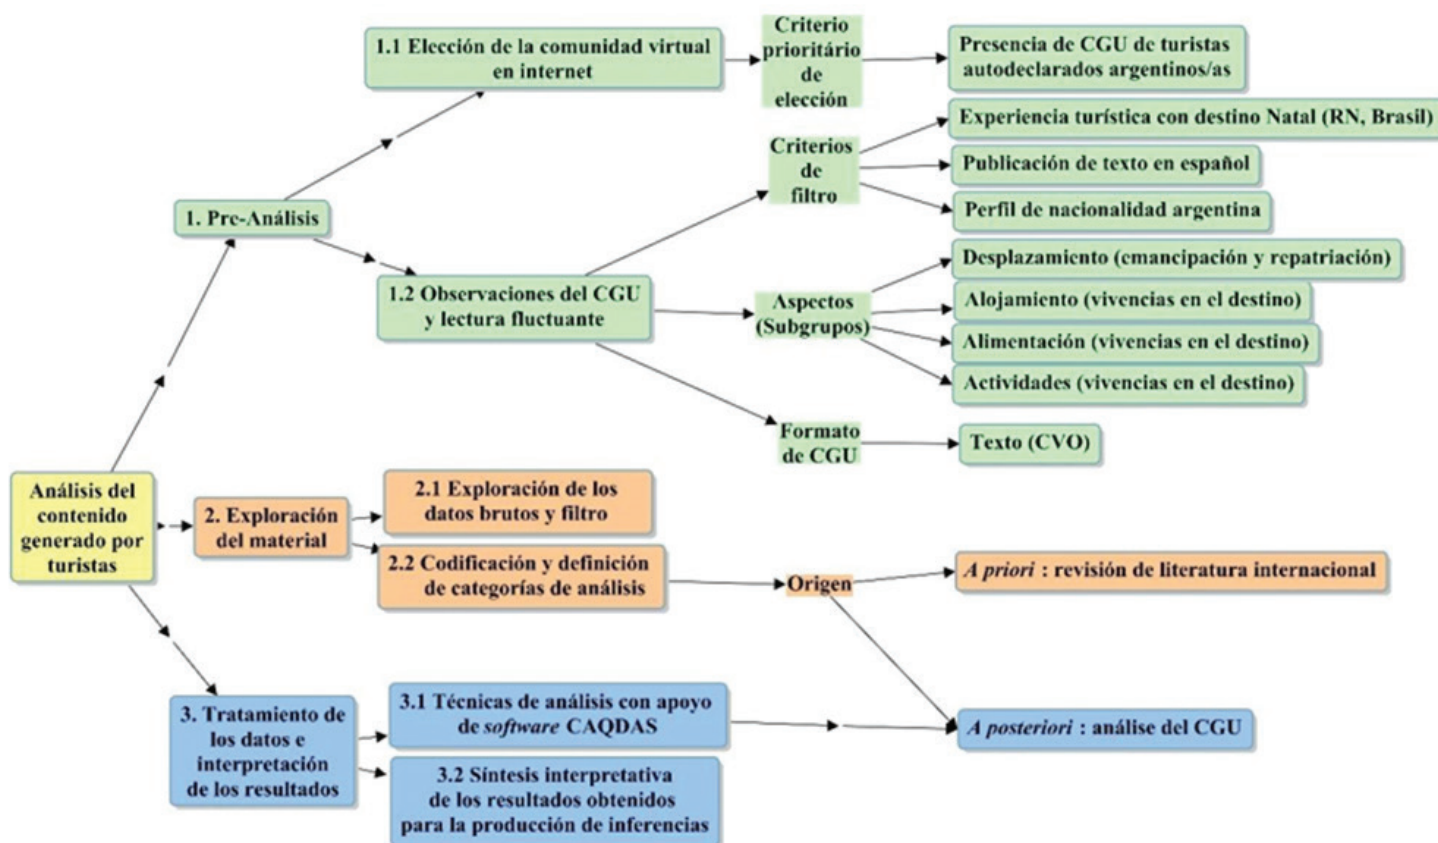 1.1 Elección de la comunidad virtual
en internet
Criterio
prioritário
de
elección
Presencia de CGU de turistas
autodeclarados argentinos/as
Experiencia turística con destino Natal (RN, Brasil)
Criterios
de
filtro
Publicación de texto en español
Perfil de nacionalidad argentina
1. Pre-Análisis
1.2 Observaciones del CGU
y lectura fluctuante
Aspectos
(Subgrupos)
Desplazamiento (emancipación y repatriación)
Alojamiento (vivencias en el destino)
Alimentación (vivencias en el destino)
Actividades (vivencias en el destino)
Formato
de CGU
Texto (CVO)
Análisis del
contenido
generado por
turistas
2. Exploración
del material
2.1 Exploración de los
datos brutos y filtro
2.2 Codificación y definición
de categorías de análisis
Origen
A priori : revisión de literatura internacional
3. Tratamiento de
los datos e
interpretación
de los resultados
3.1 Técnicas de análisis con apoyo
de software CAQDAS
A posteriori : análise del CGU
3.2 Síntesis interpretativa
de los resultados obtenidos
para la producción de inferencias